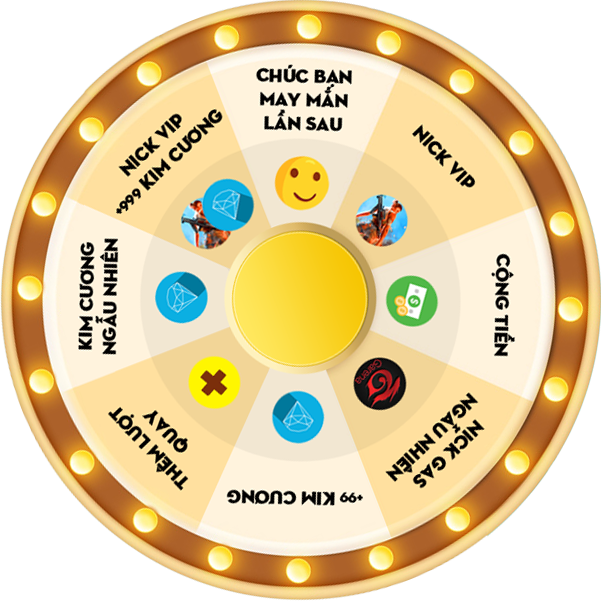 CHÚC BẠN
MAY MẮN
LẦN SAU
NICK VIP
CỘNG TIỀN
NICK GAS
NGẪU NHIÊN
+99 KIM CƯƠNG
THÊM LƯỢT
QUAY
KIM CƯƠNG
NGẪU NHIÊN
NICK VIP
+999 KIM CƯƠNG
Garena